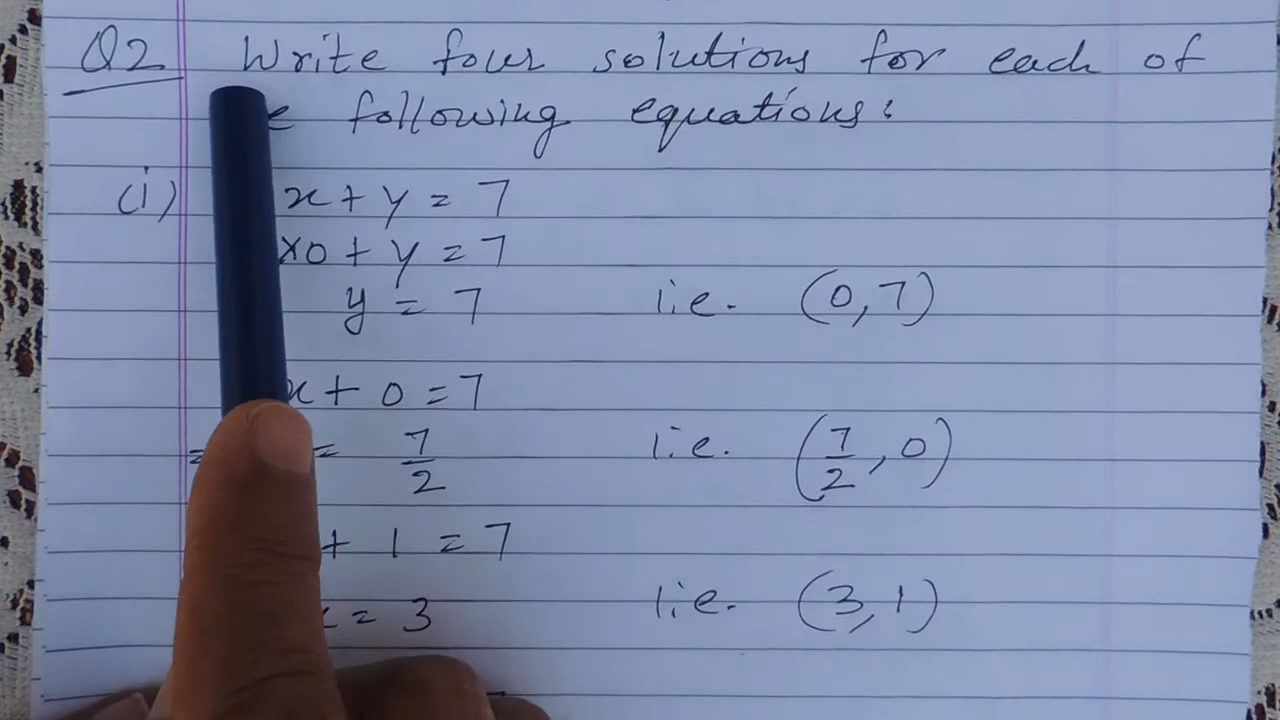 Q2 Write four solutions for each of
following equations:
(i) x + y = 7
x0 + y = 7
y = 7 i.e. (0,7)
x + 0 = 7
= = 7/2 i.e. (7/2, 0)
+ 1 = 7
x = 3 i.e. (3,1)